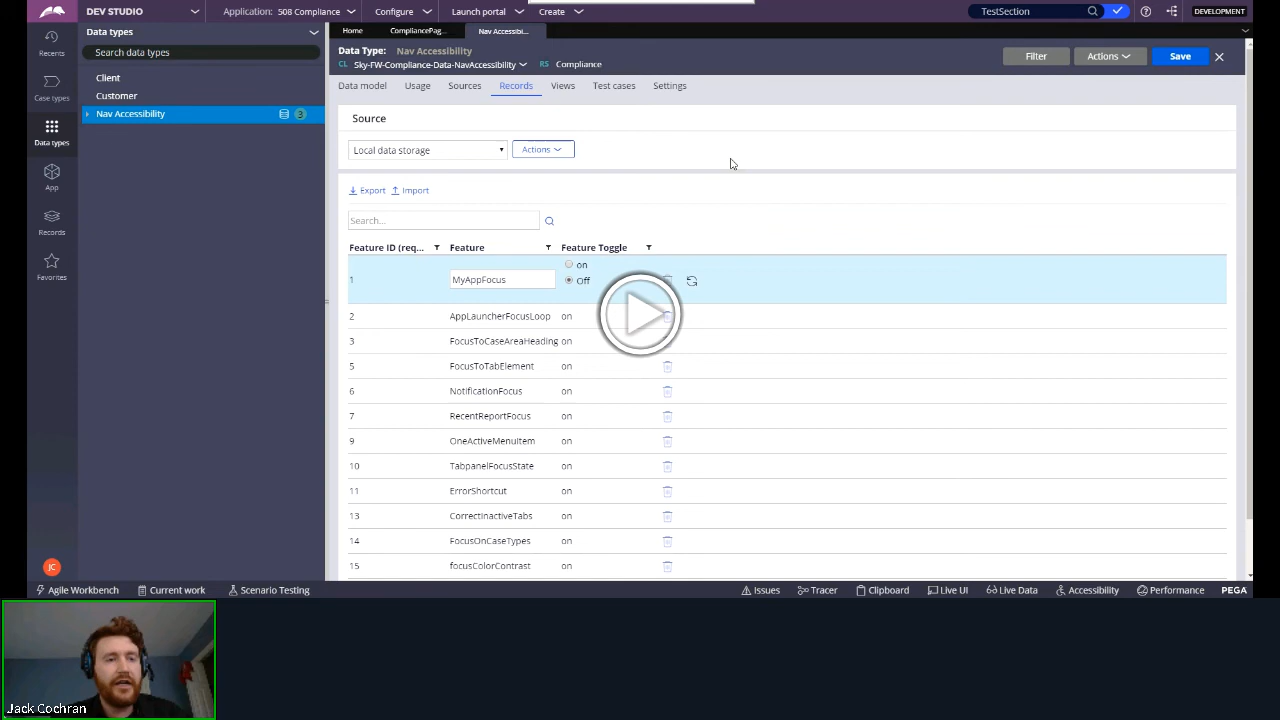 DEV STUDIO Application: 508 Compliance Configure Launch portal Create TestSection DEVELOPMENT
Recents
Case types
Data types
App
Records
Favorites
JC
Data types
Search data types
Client
Customer
Nav Accessibility 3
Home CompliancePag... Nav Accessibi...
Data Type: Nav Accessibility
CL Sky-FW-Compliance-Data-NavAccessibility RS Compliance
Filter Actions Save
Data model Usage Sources Records Views Test cases Settings
Source
Local data storage Actions
Export Import
Search...
Feature ID (req... Feature Feature Toggle
1 MyAppFocus on Off
2 AppLauncherFocusLoop on
3 FocusToCaseAreaHeading on
5 FocusToTabElement on
6 NotificationFocus on
7 RecentReportFocus on
9 OneActiveMenuItem on
10 TabpanelFocusState on
11 ErrorShortcut on
13 CorrectInactiveTabs on
14 FocusOnCaseTypes on
15 focusColorContrast on
Agile Workbench Current work Scenario Testing Issues Tracer Clipboard Live UI Live Data Accessibility Performance PEGA
Jack Cochran